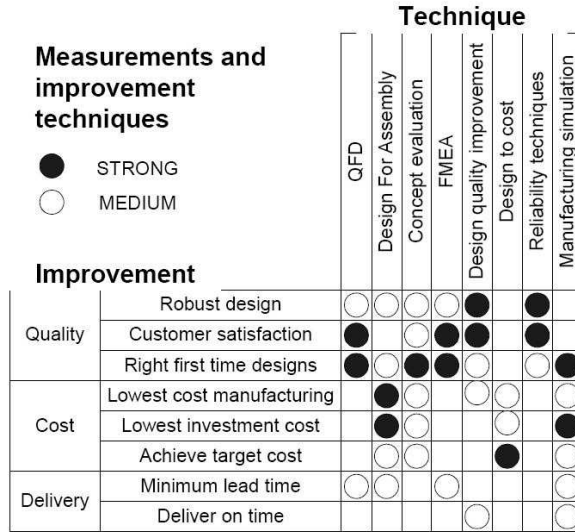 Technique
Measurements and
improvement
techniques
STRONG
MEDIUM
QFD
Design For Assembly
Concept evaluation
FMEA
Design quality improvement
Design to cost
Reliability techniques
Manufacturing simulation
Improvement
Quality
Robust design
Customer satisfaction
Right first time designs
Cost
Lowest cost manufacturing
Lowest investment cost
Achieve target cost
Delivery
Minimum lead time
Deliver on time